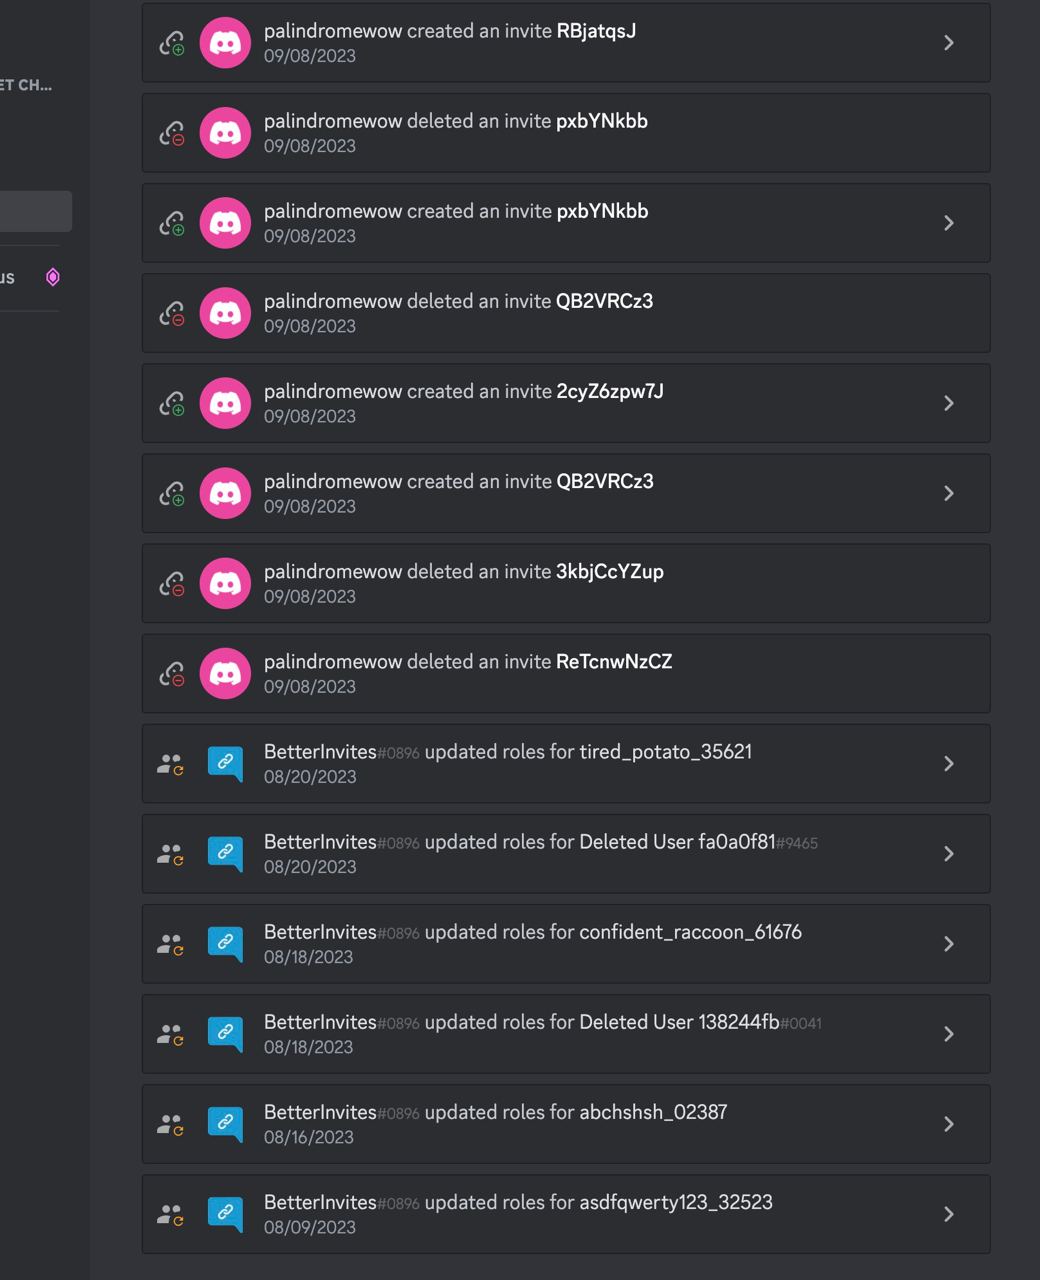 palindromewow created an invite RBjatqsJ
09/08/2023
ET CH...
palindromewow deleted an invite pxbYNkbb
09/08/2023
palindromewow created an invite pxbYNkbb
09/08/2023
us
palindromewow deleted an invite QB2VRCz3
09/08/2023
palindromewow created an invite 2cyZ6zpw7J
09/08/2023
palindromewow created an invite QB2VRCz3
09/08/2023
palindromewow deleted an invite 3kbjCcYZup
09/08/2023
palindromewow deleted an invite ReTcnwNzCZ
09/08/2023
BetterInvites#0896 updated roles for tired_potato_35621
08/20/2023
BetterInvites#0896 updated roles for Deleted User fa0a0f81#9465
08/20/2023
BetterInvites#0896 updated roles for confident_raccoon_61676
08/18/2023
BetterInvites#0896 updated roles for Deleted User 138244fb#0041
08/18/2023
BetterInvites#0896 updated roles for abchshsh_02387
08/16/2023
BetterInvites#0896 updated roles for asdfqwerty123_32523
08/09/2023